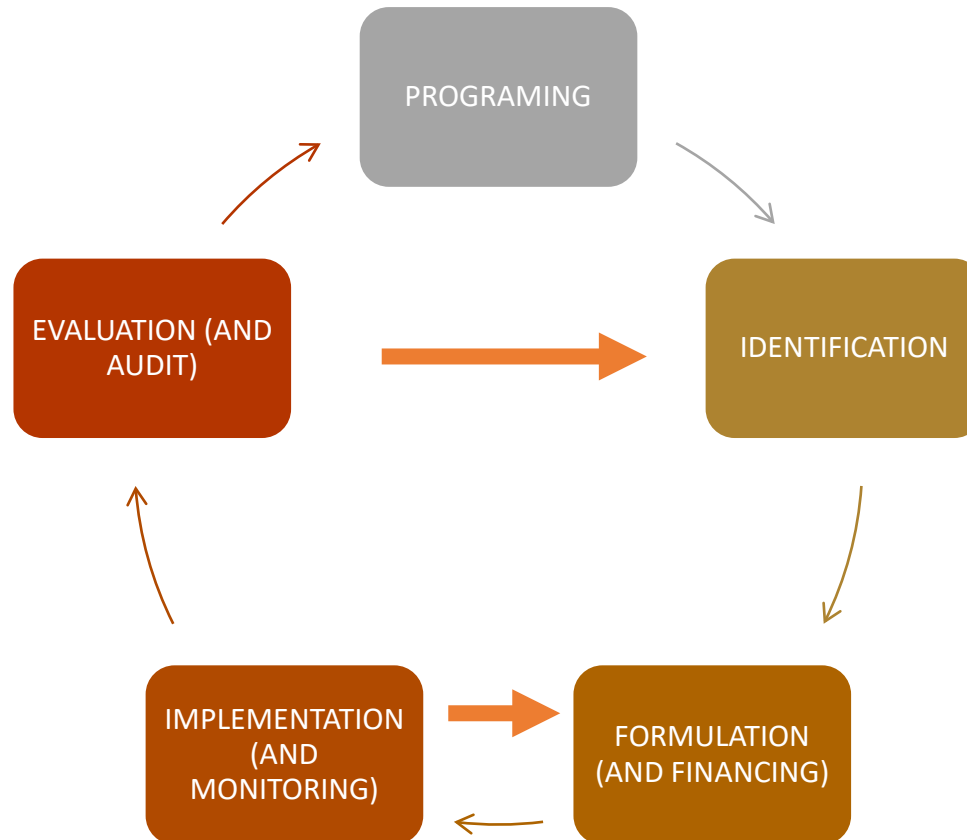 PROGRAMING
EVALUATION (AND
AUDIT)
IDENTIFICATION
IMPLEMENTATION
(AND
MONITORING)
FORMULATION
(AND FINANCING)